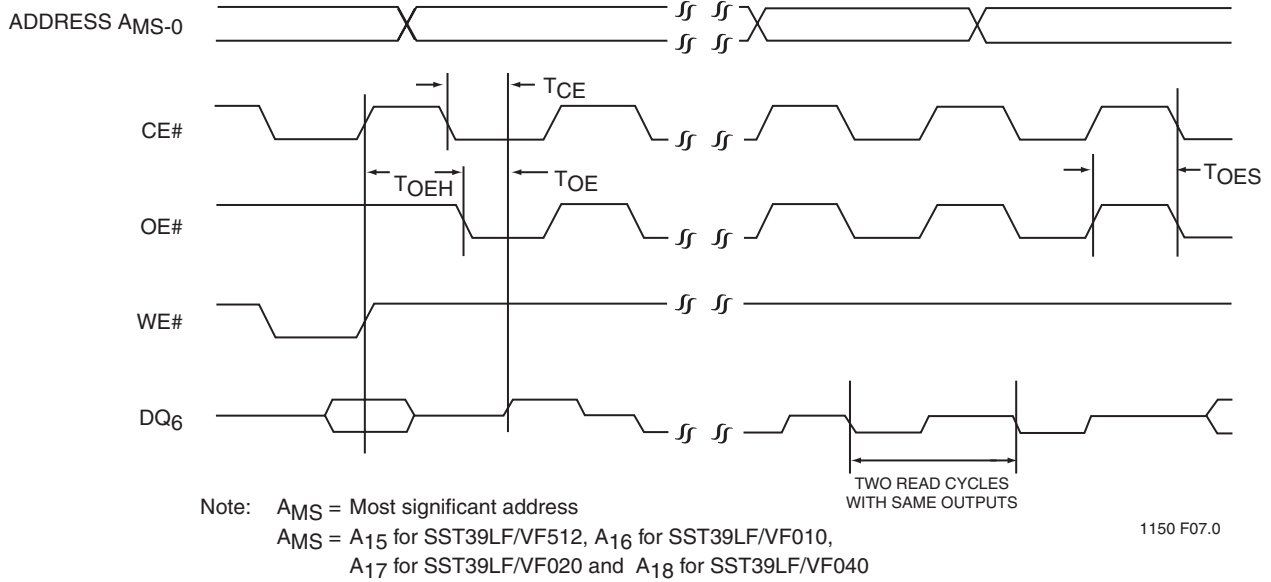 ADDRESS AMS-0
TCE
CE#
TOEH
TOE
TOES
OE#
WE#
DQ6
TWO READ CYCLES
WITH SAME OUTPUTS
Note: AMS = Most significant address
AMS = A15 for SST39LF/VF512, A16 for SST39LF/VF010,
A17 for SST39LF/VF020 and A18 for SST39LF/VF040
1150 F07.0